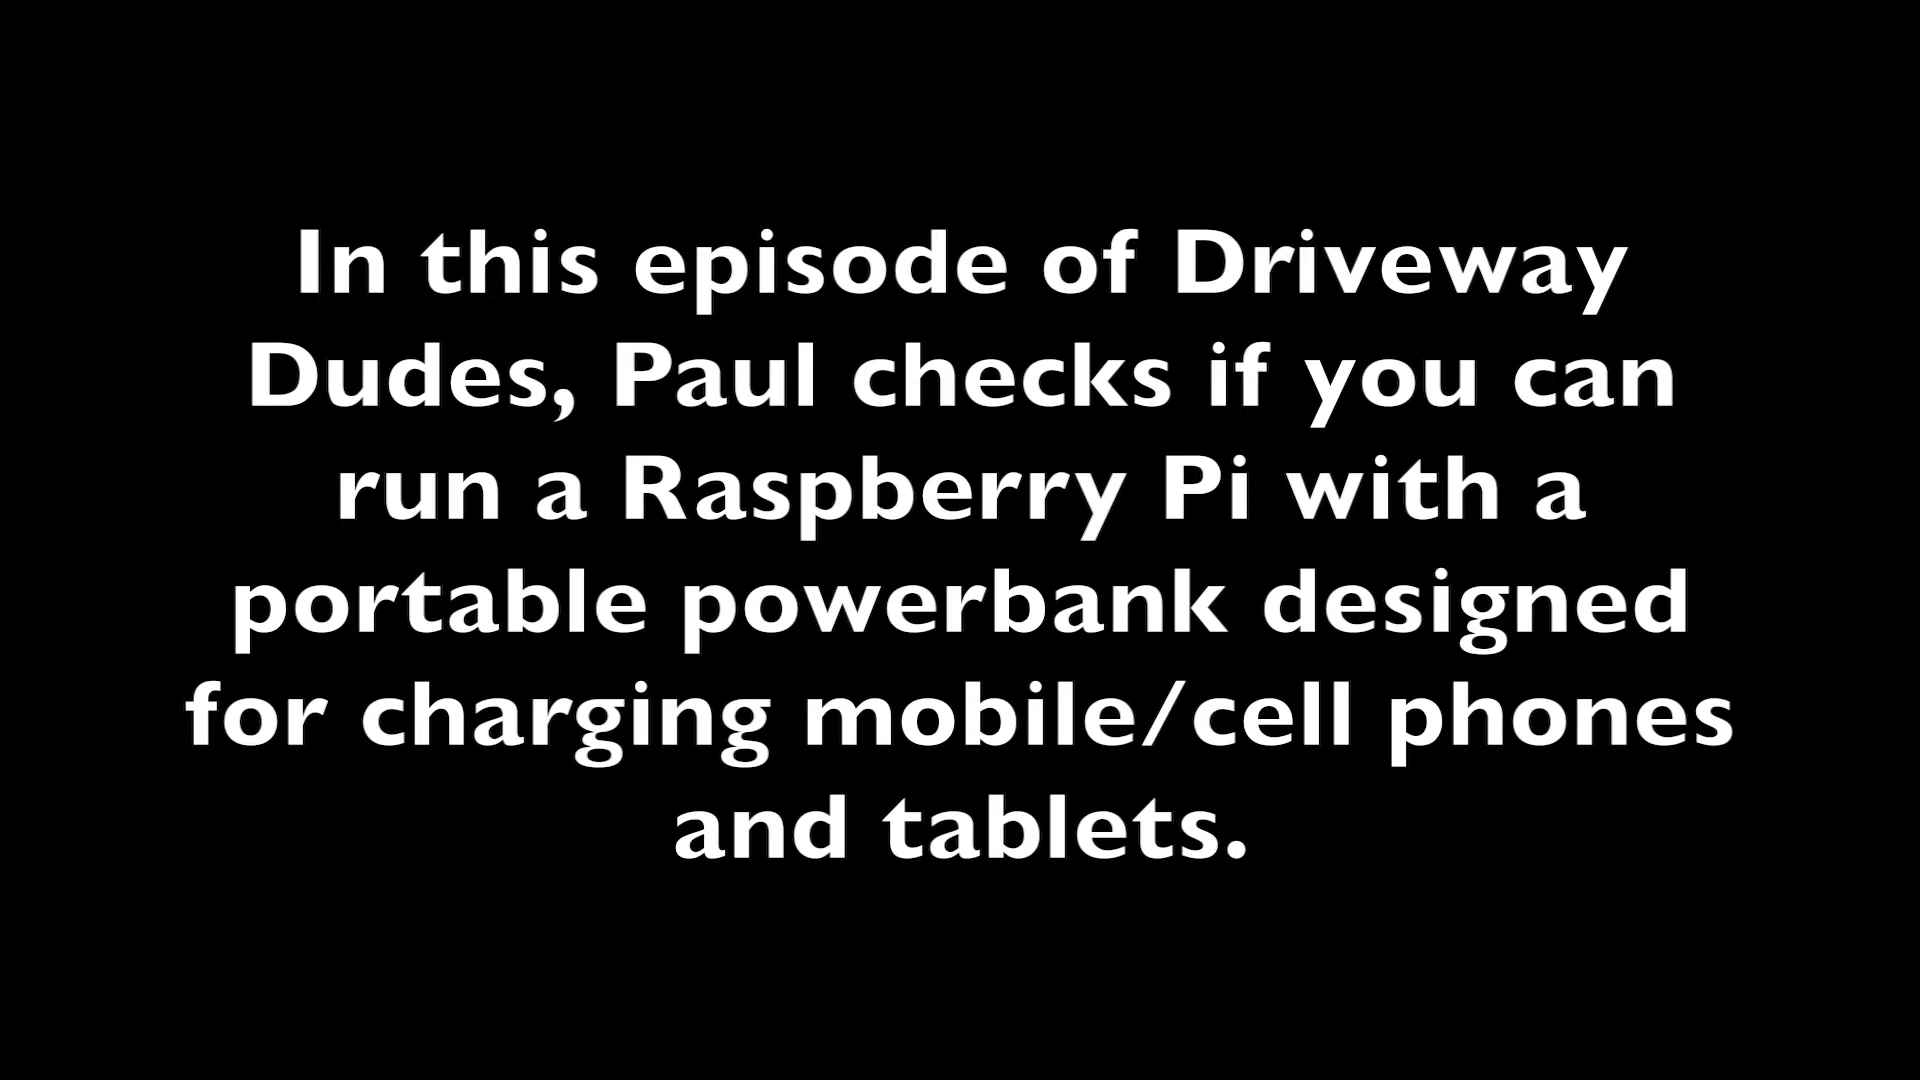 In this episode of Driveway
Dudes, Paul checks if you can
run a Raspberry Pi with a
portable powerbank designed
for charging mobile/cell phones
and tablets.